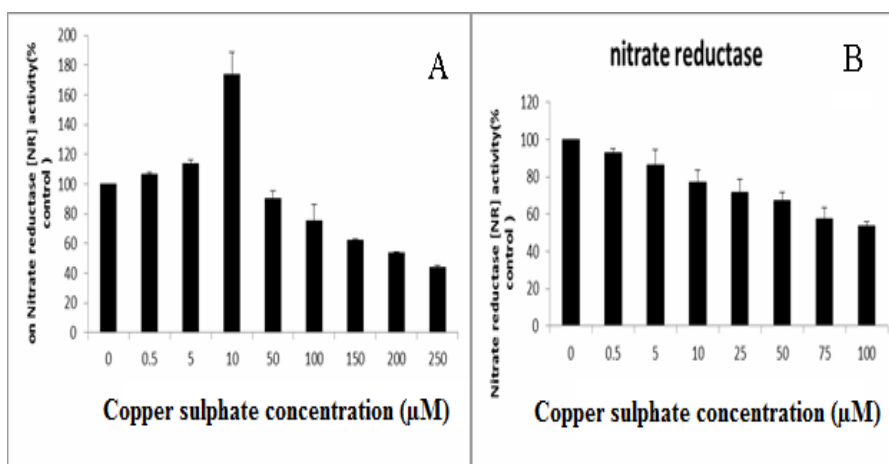 A
on Nitrate reductase [NR] activity(%
control )
200
180
160
140
120
100
80
60
40
20
0
0 0.5 5 10 50 100 150 200 250
Copper sulphate concentration (µM)
nitrate reductase
B
Nitrate reductase [NR] activity(%
control )
120
100
80
60
40
20
0
0 0.5 5 10 25 50 75 100
Copper sulphate concentration (µM)